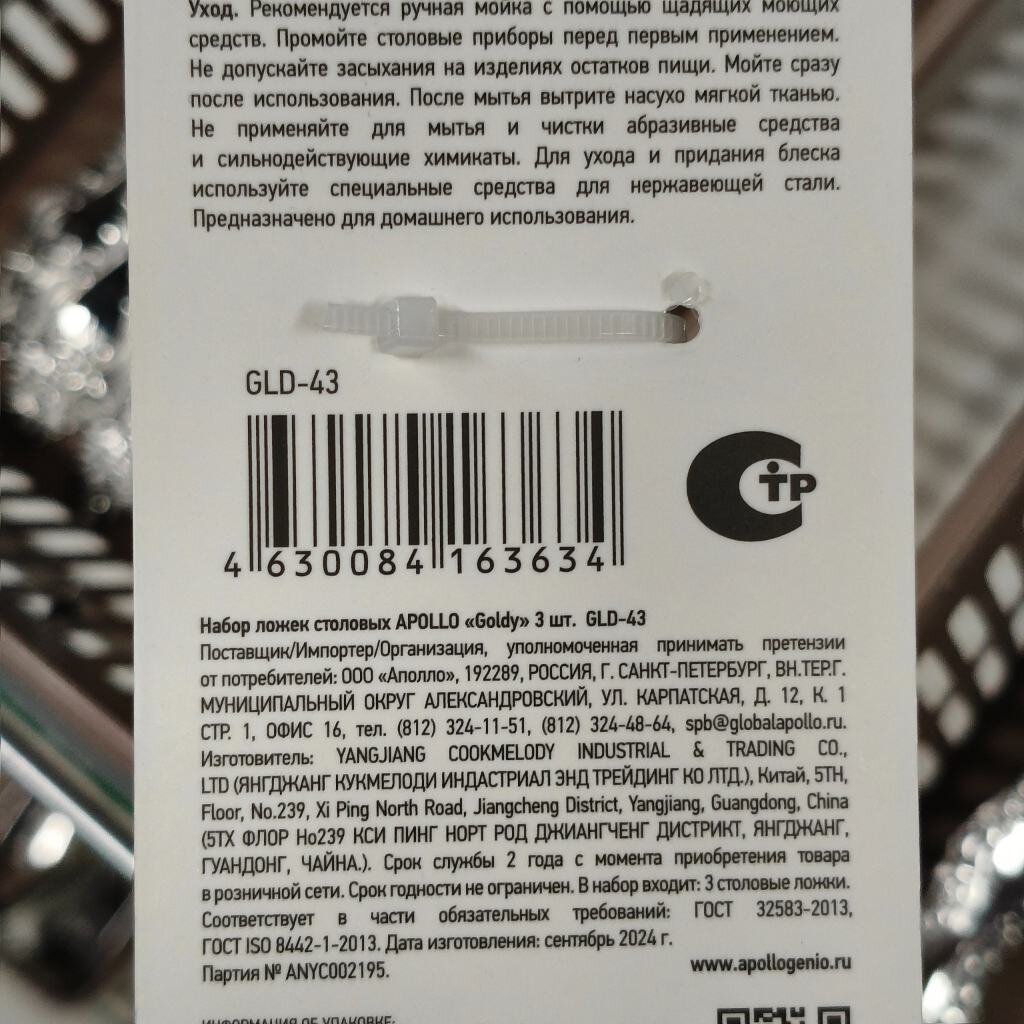 Уход. Рекомендуется ручная мойка с помощью щадящих моющих
средств. Промойте столовые приборы перед первым применением.
Не допускайте засыхания на изделиях остатков пищи. Мойте сразу
после использования. После мытья вытрите насухо мягкой тканью.
Не применяйте для мытья и чистки абразивные средства
и сильнодействующие химикаты. Для ухода и придания блеска
используйте специальные средства для нержавеющей стали.
Предназначено для домашнего использования.
GLD-43
4 630084 163634
СТР
Набор ложек столовых APOLLO «Goldy» 3 шт. GLD-43
Поставщик/Импортер/Организация, уполномоченная принимать претензии
от потребителей: ООО «Аполло», 192289, РОССИЯ, Г. САНКТ-ПЕТЕРБУРГ, ВН.ТЕР.Г.
МУНИЦИПАЛЬНЫЙ ОКРУГ АЛЕКСАНДРОВСКИЙ, УЛ. КАРПАТСКАЯ, Д. 12, К. 1
СТР. 1, ОФИС 16, тел. (812) 324-11-51, (812) 324-48-64, spb@globalapollo.ru.
Изготовитель: YANGJIANG COOKMELODY INDUSTRIAL & TRADING CO.,
LTD (ЯНГДЖАНГ КУКМЕЛОДИ ИНДАСТРИАЛ ЭНД ТРЕЙДИНГ КО ЛТД.), Китай, 5TH,
Floor, No.239, Xi Ping North Road, Jiangcheng District, Yangjiang, Guangdong, China
(5ТХ ФЛОР Но239 КСИ ПИНГ НОРТ РОД ДЖИАНГЧЕНГ ДИСТРИКТ, ЯНГДЖАНГ,
ГУАНДОНГ, ЧАЙНА.). Срок службы 2 года с момента приобретения товара
в розничной сети. Срок годности не ограничен. В набор входит: 3 столовые ложки.
Соответствует в части обязательных требований: ГОСТ 32583-2013,
ГОСТ ISO 8442-1-2013. Дата изготовления: сентябрь 2024 г.
Партия № ANYC002195.
www.apollogenio.ru
ИНФОРМАЦИЯ ОБ УПАКОВКЕ: